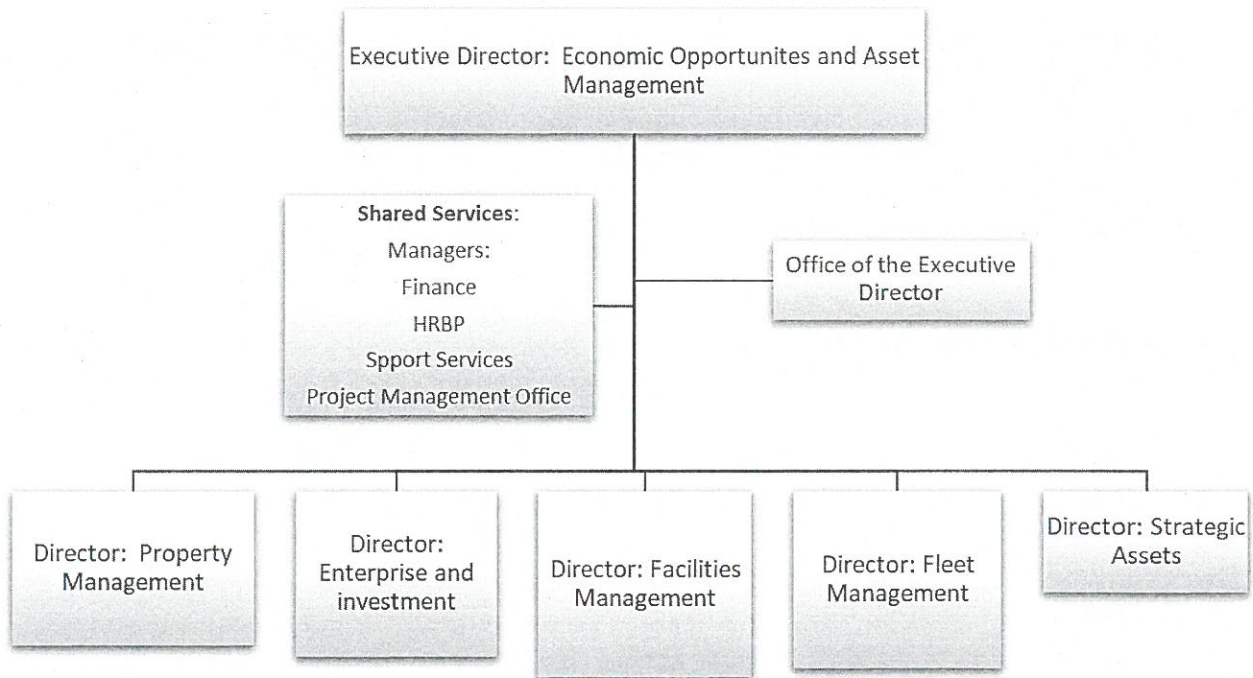 Executive Director: Economic Opportunites and Asset
Management
Shared Services:
Managers:
Finance
HRBP
Spport Services
Project Management Office
Office of the Executive
Director
Director: Property
Management
Director:
Enterprise and
investment
Director: Facilities
Management
Director: Fleet
Management
Director: Strategic
Assets